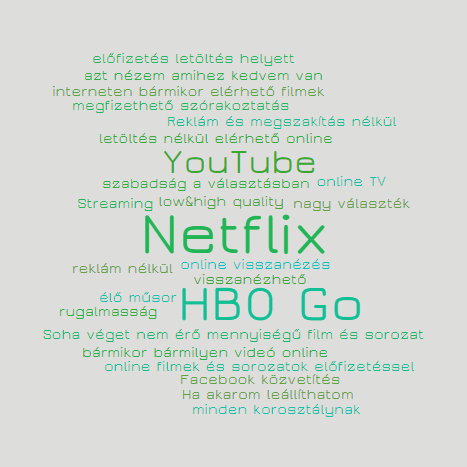 előfizetés letöltés helyett
azt nézem amihez kedvem van
interneten bármikor elérhető filmek
megfizethető szórakoztatás
Reklám és megszakítás nélkül
letöltés nélkül elérhető online
YouTube
szabadság a választásban online TV
Streaming low&high quality nagy választék
Netflix
reklám nélkül online visszanézés
visszanézhető
élő műsor HBO Go
rugalmasság
Soha véget nem érő mennyiségű film és sorozat
bármikor bármilyen videó online
online filmek és sorozatok előfizetéssel
Facebook közvetítés
Ha akarom leállíthatom
minden korosztálynak